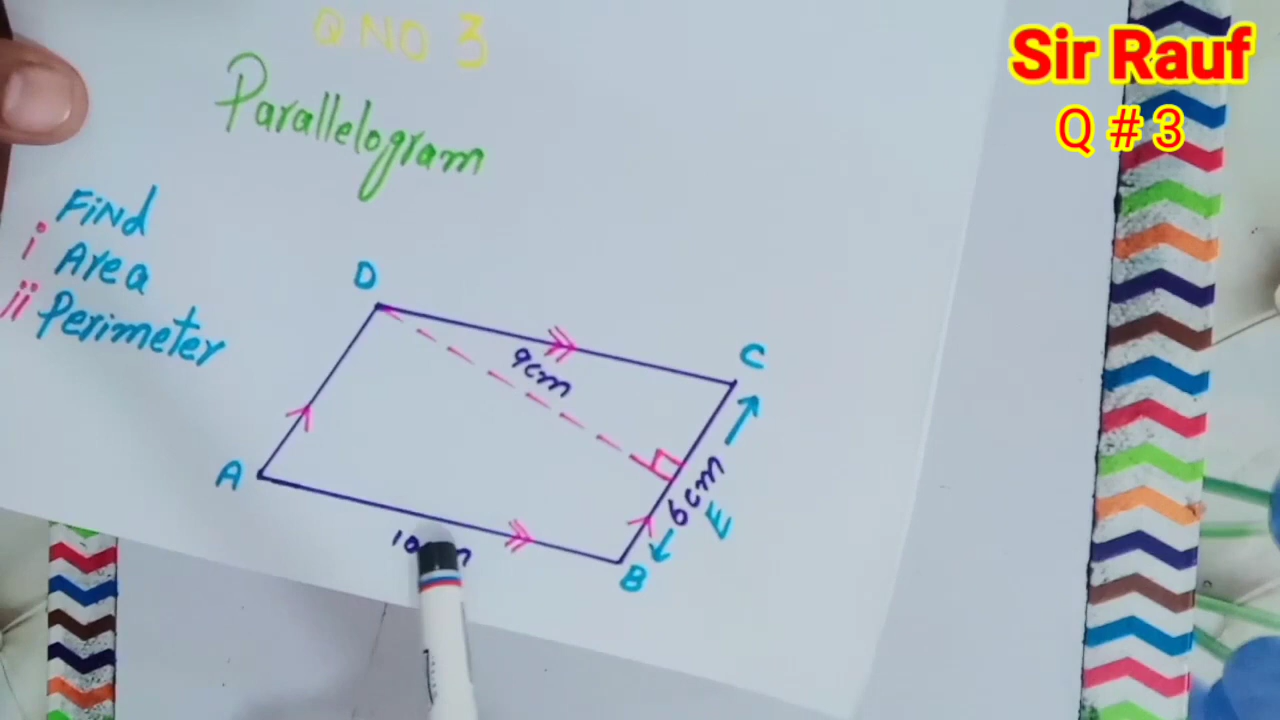 Q NO 3
Sir Rauf
Q # 3
Parallelogram
Find
i Area
ii Perimeter
D
C
9cm
A
6cm
E
B